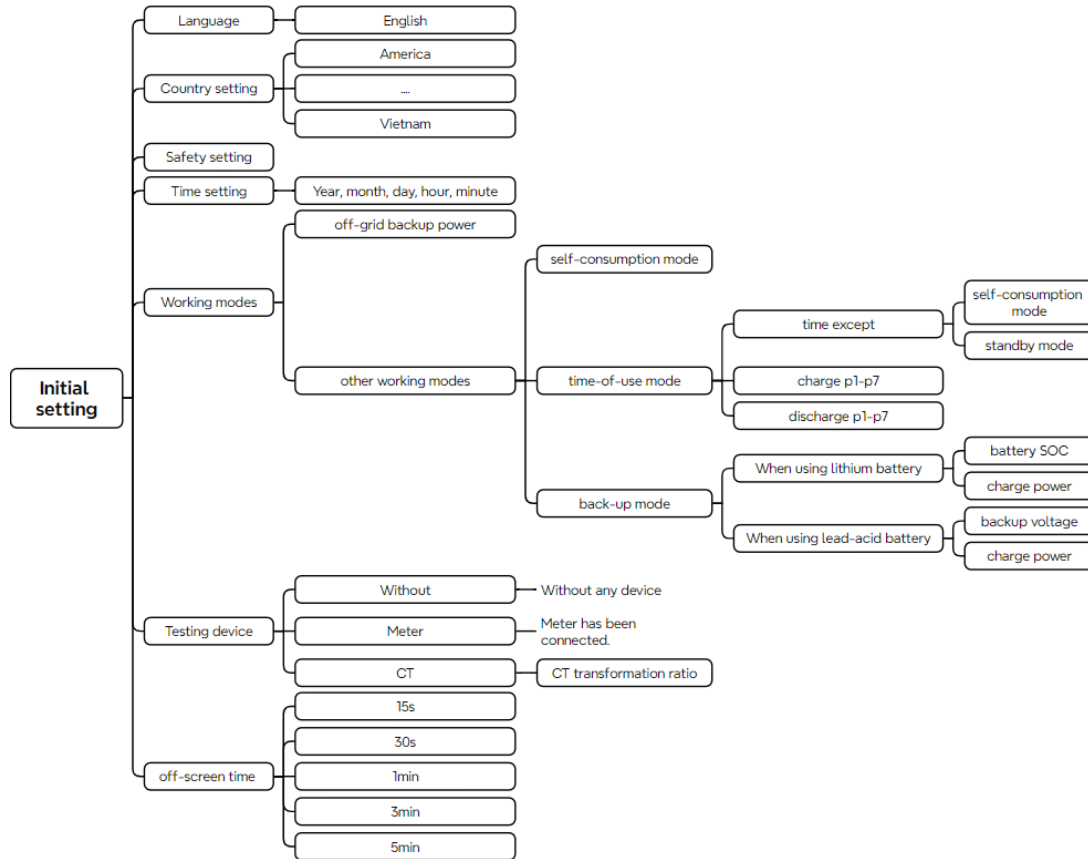 Language
English
America
Country setting
....
Vietnam
Safety setting
Time setting
Year, month, day, hour, minute
off-grid backup power
self-consumption mode
Working modes
self-consumption
mode
time except
standby mode
Initial
setting
other working modes
time-of-use mode
charge p1-p7
discharge p1-p7
battery SOC
When using lithium battery
charge power
back-up mode
backup voltage
When using lead-acid battery
charge power
Without
Without any device
Testing device
Meter
Meter has been
connected.
CT
CT transformation ratio
15s
30s
off-screen time
1min
3min
5min